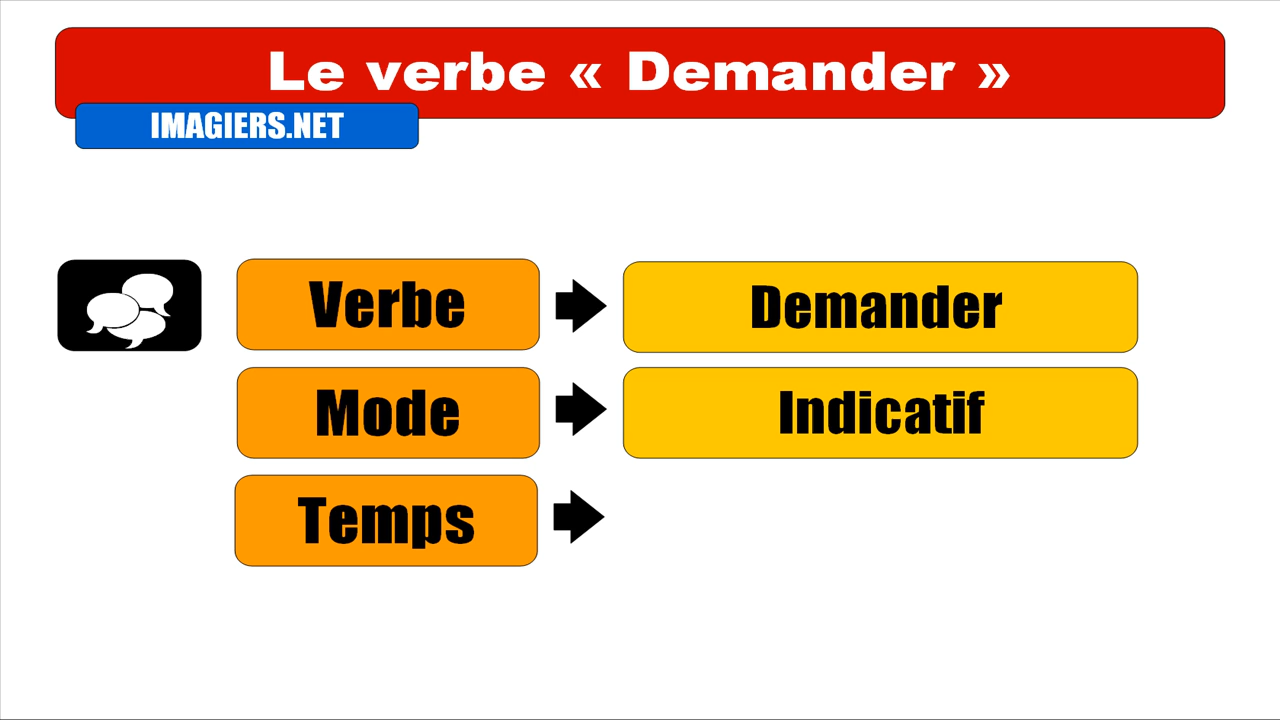 Le verbe « Demander »
IMAGIERS.NET
Verbe Demander
Mode Indicatif
Temps